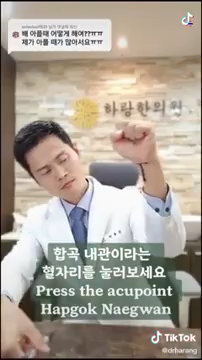 배 아플때 어떻게 해여??ㅠㅠ
제가 아플 때가 많아서요ㅠㅠ
하랑한의원
합곡 내관이라는
혈자리를 눌러보세요
Press the acupoint
Hapgok Naegwan
TikTok
@drharang